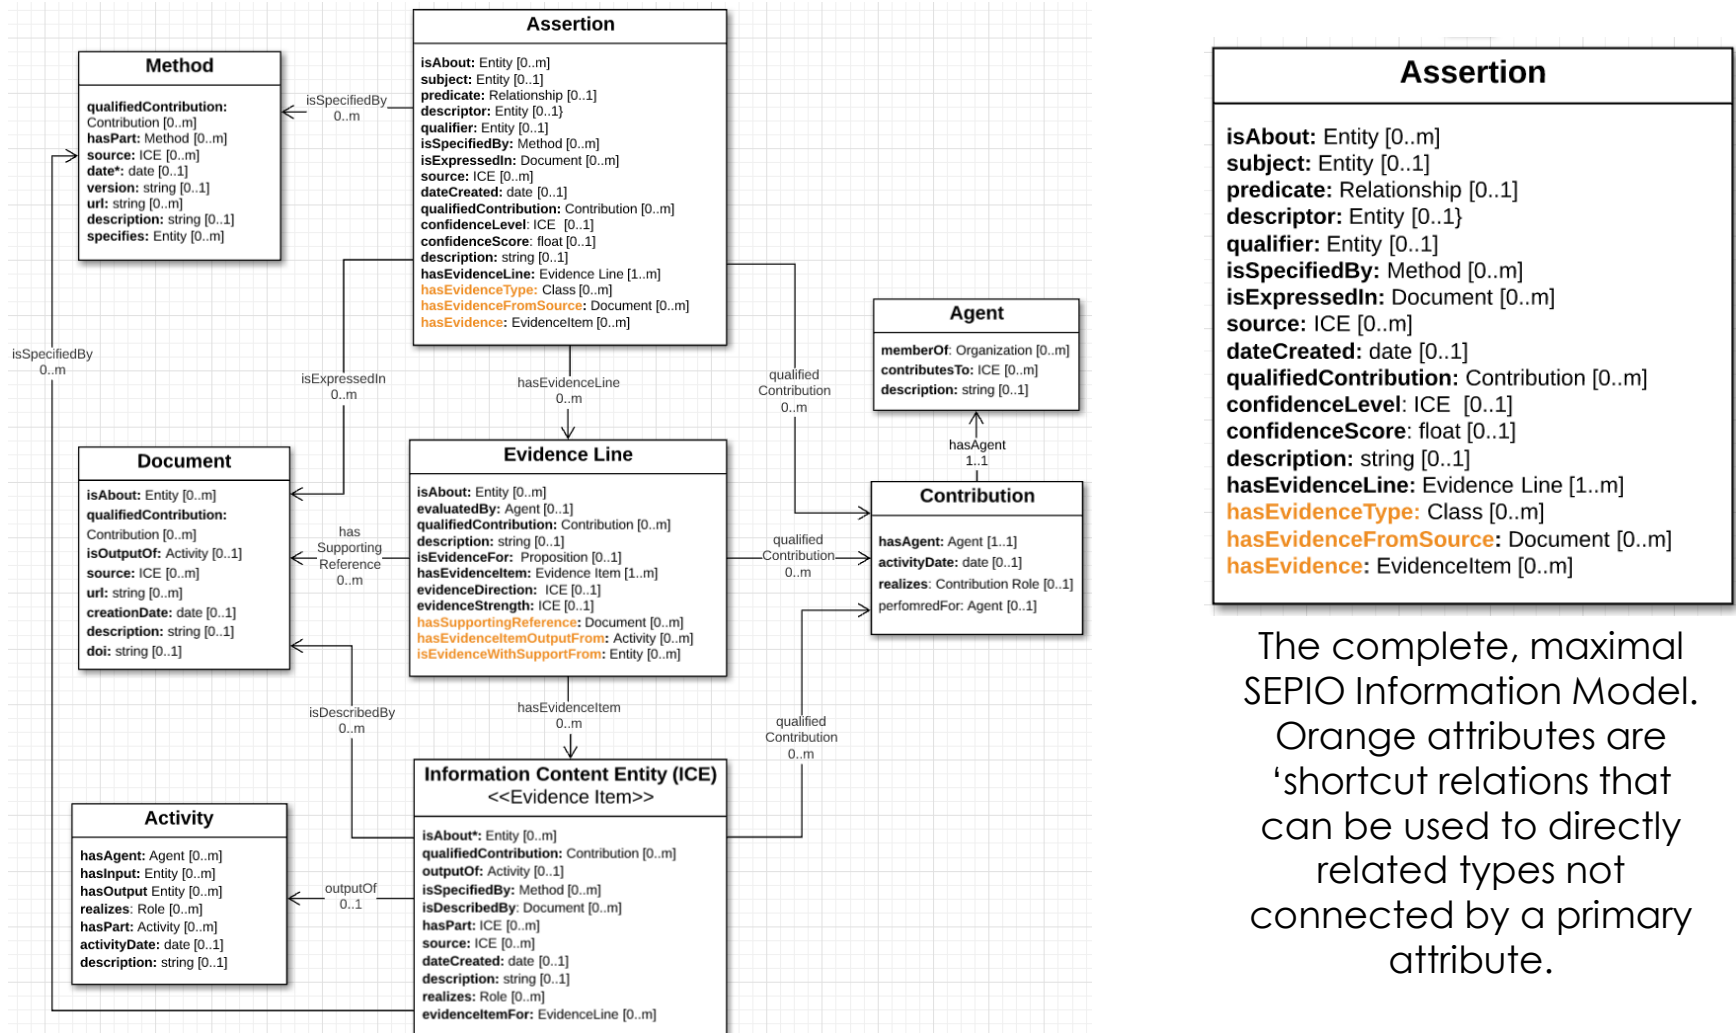 Assertion
isAbout: Entity [0..m]
subject: Entity [0..1]
predicate: Relationship [0..1]
descriptor: Entity [0..1}
qualifier: Entity [0..1]
isSpecifiedBy: Method [0..m]
isExpressedIn: Document [0..m]
source: ICE [0..m]
dateCreated: date [0..1]
qualifiedContribution: Contribution [0..m]
confidenceLevel: ICE [0..1]
confidenceScore: float [0..1]
description: string [0..1]
hasEvidenceLine: Evidence Line [1..m]
hasEvidenceType: Class [0..m]
hasEvidenceFromSource: Document [0..m]
hasEvidence: EvidenceItem [0..m]
Method
qualifiedContribution:
Contribution [0..m]
hasPart: Method [0..m]
source: ICE [0..m]
date*: date [0..1]
version: string [0..1]
url: string [0..m]
description: string [0..1]
specifies: Entity [0..m]
isSpecifiedBy
0..m
isSpecifiedBy
0..m
isExpressedIn
0..m
hasEvidenceLine
0..m
qualified
Contribution
0..m
Agent
memberOf: Organization [0..m]
contributesTo: ICE [0..m]
description: string [0..1]
hasAgent
1..1
Document
isAbout: Entity [0..m]
qualifiedContribution:
Contribution [0..m]
isOutputOf: Activity [0..1]
source: ICE [0..m]
url: string [0..m]
creationDate: date [0..1]
description: string [0..1]
doi: string [0..1]
has
Supporting
Reference
0..m
Evidence Line
isAbout: Entity [0..m]
evaluatedBy: Agent [0..1]
qualifiedContribution: Contribution [0..m]
description: string [0..1]
isEvidenceFor: Proposition [0..1]
hasEvidenceItem: Evidence Item [1..m]
evidenceDirection: ICE [0..1]
evidenceStrength: ICE [0..1]
hasSupportingReference: Document [0..m]
hasEvidenceItemOutputFrom: Activity [0..m]
isEvidenceWithSupportFrom: Entity [0..m]
qualified
Contribution
0..m
Contribution
hasAgent: Agent [1..1]
activityDate: date [0..1]
realizes: Contribution Role [0..1]
perfomredFor: Agent [0..1]
isDescribedBy
0..m
hasEvidenceItem
0..m
qualified
Contribution
0..m
Information Content Entity (ICE)
<<Evidence Item>>
isAbout*: Entity [0..m]
qualifiedContribution: Contribution [0..m]
outputOf: Activity [0..1]
isSpecifiedBy: Method [0..m]
isDescribedBy: Document [0..m]
hasPart: ICE [0..m]
source: ICE [0..m]
dateCreated: date [0..1]
description: string [0..1]
realizes: Role [0..m]
evidenceItemFor: EvidenceLine [0..m]
Activity
hasAgent: Agent [0..m]
hasInput: Entity [0..m]
hasOutput Entity [0..m]
realizes: Role [0..m]
hasPart: Activity [0..m]
activityDate: date [0..1]
description: string [0..1]
outputOf
0..1
Assertion
isAbout: Entity [0..m]
subject: Entity [0..1]
predicate: Relationship [0..1]
descriptor: Entity [0..1}
qualifier: Entity [0..1]
isSpecifiedBy: Method [0..m]
isExpressedIn: Document [0..m]
source: ICE [0..m]
dateCreated: date [0..1]
qualifiedContribution: Contribution [0..m]
confidenceLevel: ICE [0..1]
confidenceScore: float [0..1]
description: string [0..1]
hasEvidenceLine: Evidence Line [1..m]
hasEvidenceType: Class [0..m]
hasEvidenceFromSource: Document [0..m]
hasEvidence: EvidenceItem [0..m]
The complete, maximal
SEPIO Information Model.
Orange attributes are
‘shortcut relations that
can be used to directly
related types not
connected by a primary
attribute.